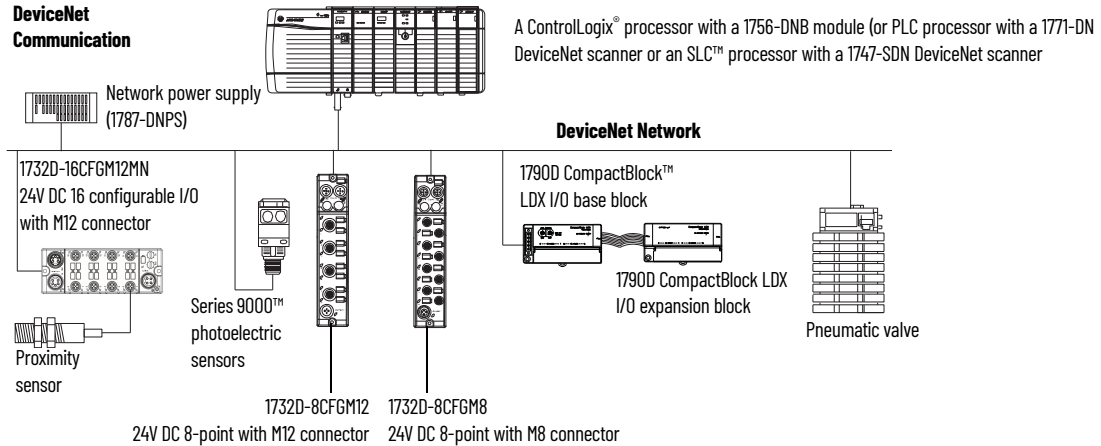 DeviceNet
Communication
A ControlLogix® processor with a 1756-DNB module (or PLC processor with a 1771-DN
DeviceNet scanner or an SLC™ processor with a 1747-SDN DeviceNet scanner
Network power supply
(1787-DNPS)
DeviceNet Network
1732D-16CFGM12MN
24V DC 16 configurable I/O
with M12 connector
1790D CompactBlock™
LDX I/O base block
1790D CompactBlock LDX
I/O expansion block
Series 9000™
photoelectric
sensors
Pneumatic valve
Proximity
sensor
1732D-8CFGM12
24V DC 8-point with M12 connector
1732D-8CFGM8
24V DC 8-point with M8 connector